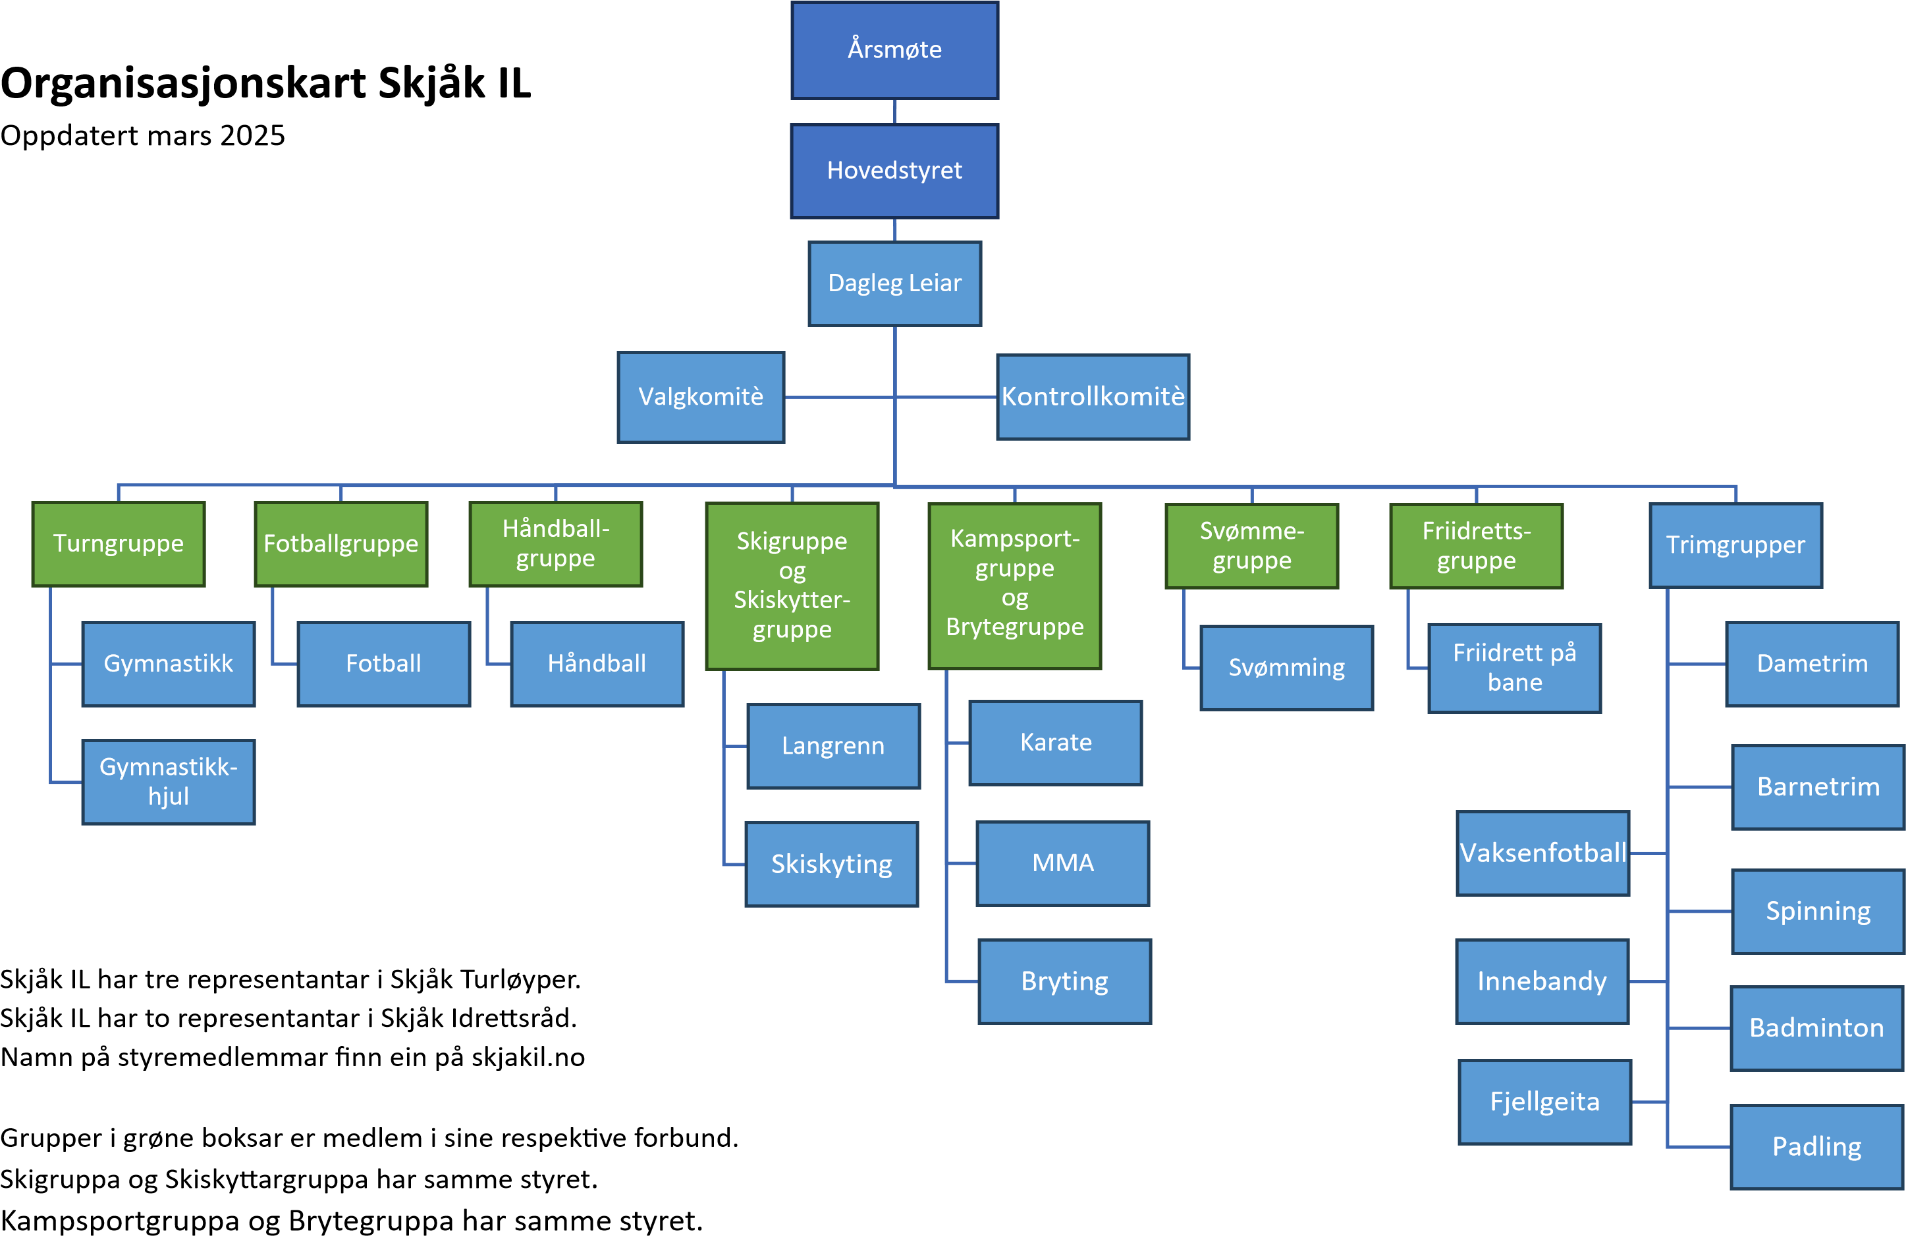 Årsmøte
Organisasjonskart Skjåk IL
Oppdatert mars 2025
Hovedstyret
Dagleg Leiar
Valgkomitè
Kontrollkomitè
Turngruppe
Fotballgruppe
Håndball-
gruppe
Skigruppe
og
Skiskytter-
gruppe
Kampsport-
gruppe
og
Brytegruppe
Svømme-
gruppe
Friidretts-
gruppe
Trimgrupper
Gymnastikk
Gymnastikk-
hjul
Fotball
Håndball
Langrenn
Skiskyting
Karate
MMA
Bryting
Svømming
Friidrett på
bane
Dametrim
Barnetrim
Vaksenfotball
Spinning
Innebandy
Badminton
Fjellgeita
Padling
Skjåk IL har tre representantar i Skjåk Turløyper.
Skjåk IL har to representantar i Skjåk Idrettsråd.
Namn på styremedlemmar finn ein på skjakil.no
Grupper i grøne boksar er medlem i sine respektive forbund.
Skigruppa og Skiskyttargruppa har samme styret.
Kampsportgruppa og Brytegruppa har samme styret.